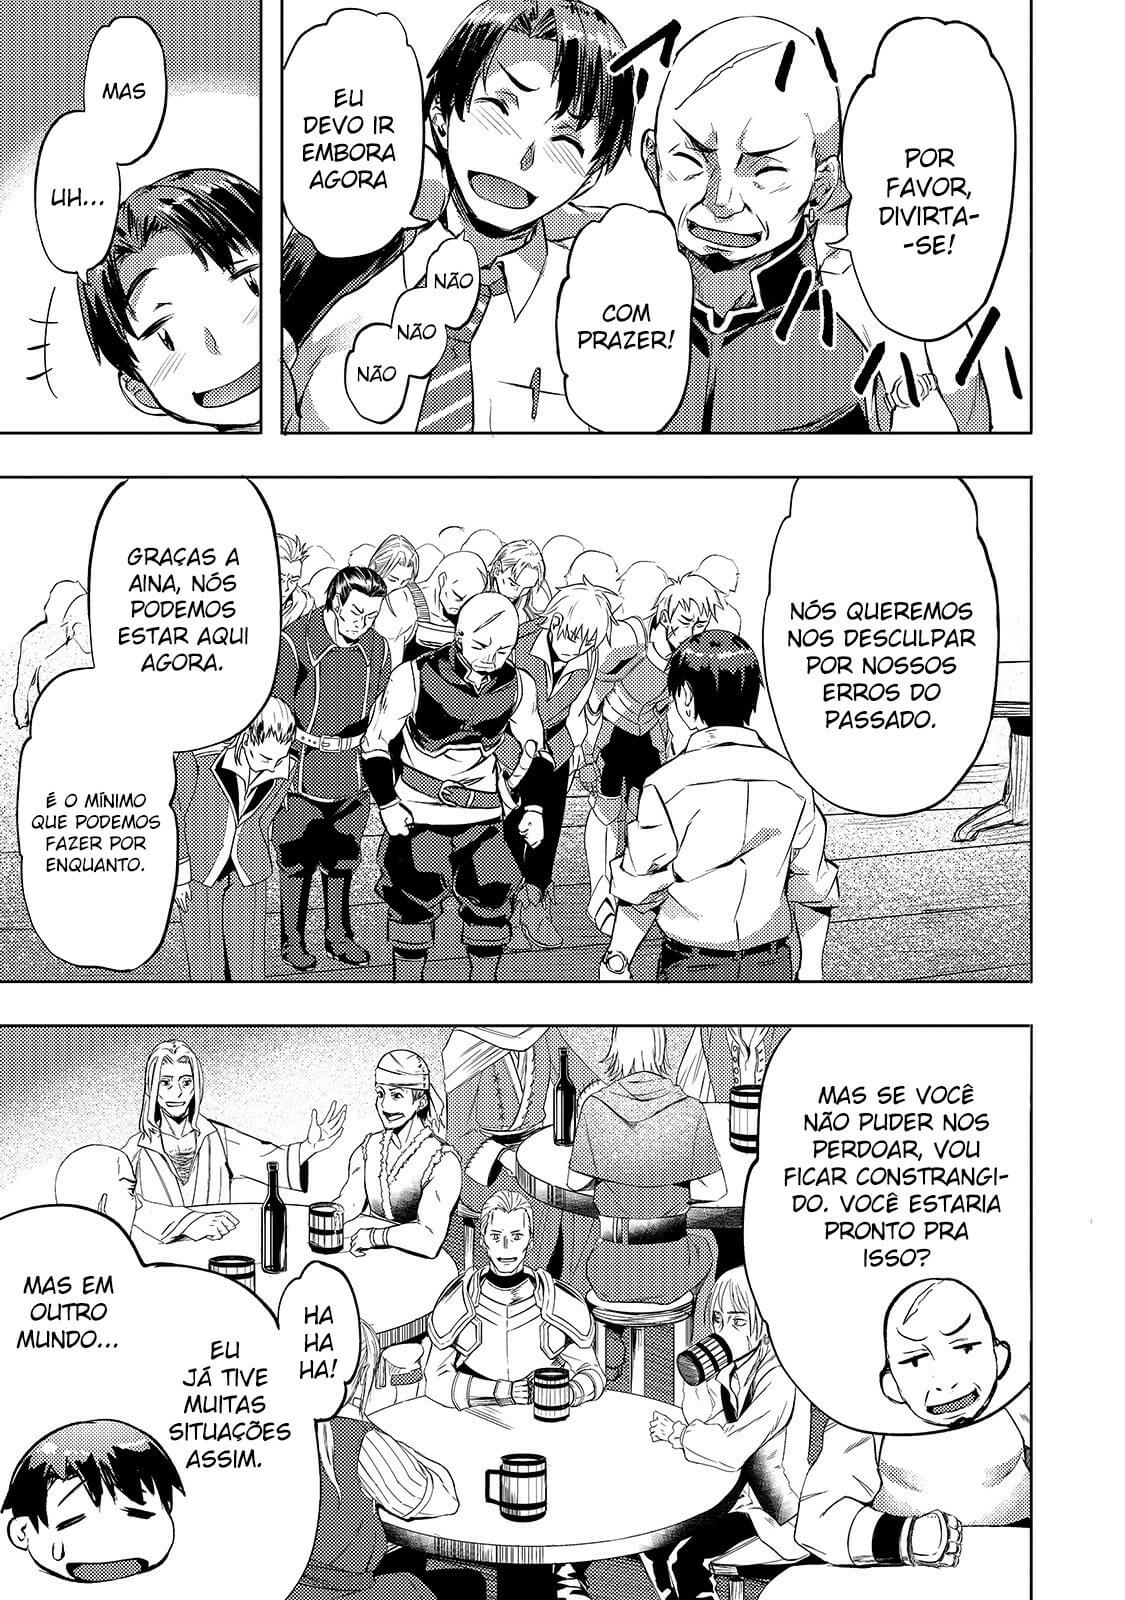 POR
FAVOR,
DIVIRTA-
-SE!
COM
PRAZER!
EU
DEVO IR
EMBORA
AGORA
NÃO
NÃO
NÃO
MAS
UH...
NÓS QUEREMOS
NOS DESCULPAR
POR NOSSOS
ERROS DO
PASSADO.
GRAÇAS A
AINA, NÓS
PODEMOS
ESTAR AQUI
AGORA.
É O MÍNIMO
QUE PODEMOS
FAZER POR
ENQUANTO.
MAS SE VOCÊ
NÃO PUDER NOS
PERDOAR, VOU
FICAR CONSTRANGI-
DO. VOCÊ ESTARIA
PRONTO PRA
ISSO?
HA
HA
HA!
EU
JÁ TIVE
MUITAS
SITUAÇÕES
ASSIM.
MAS EM
OUTRO
MUNDO...